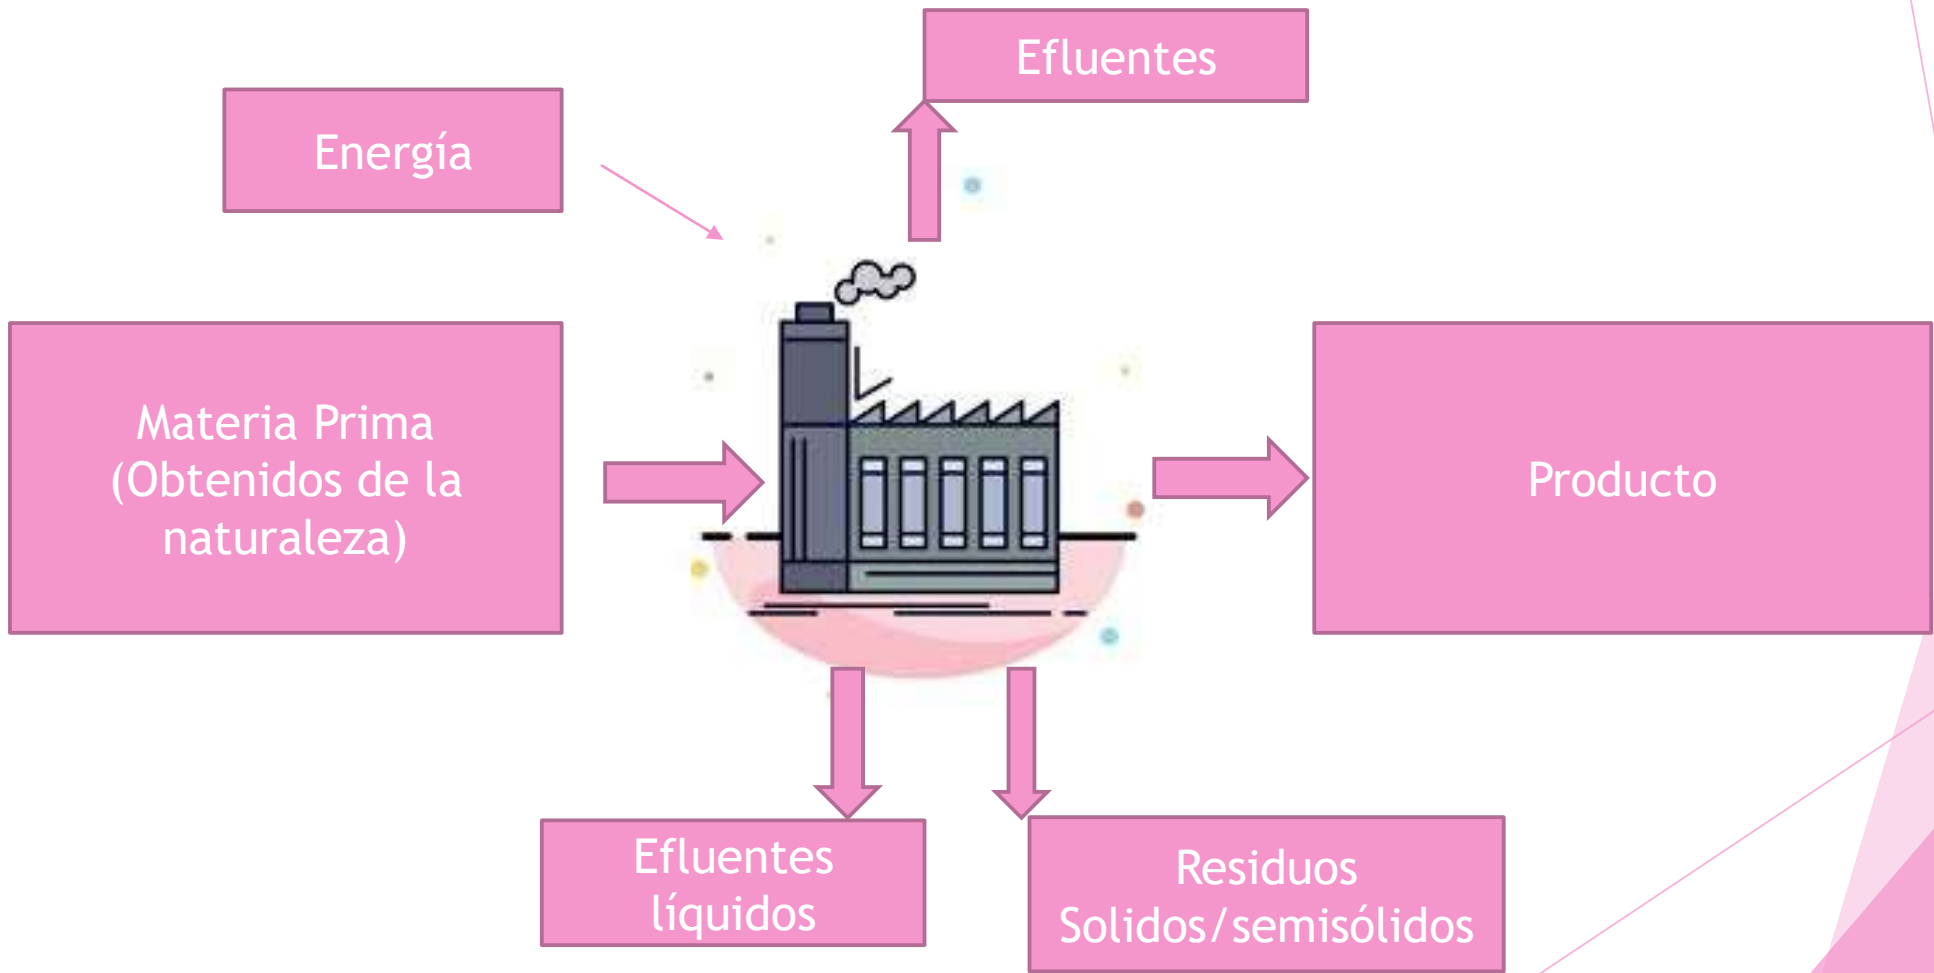 Efluentes
Energía
Materia Prima
(Obtenidos de la
naturaleza)
Producto
Efluentes
líquidos
Residuos
Solidos/semisólidos